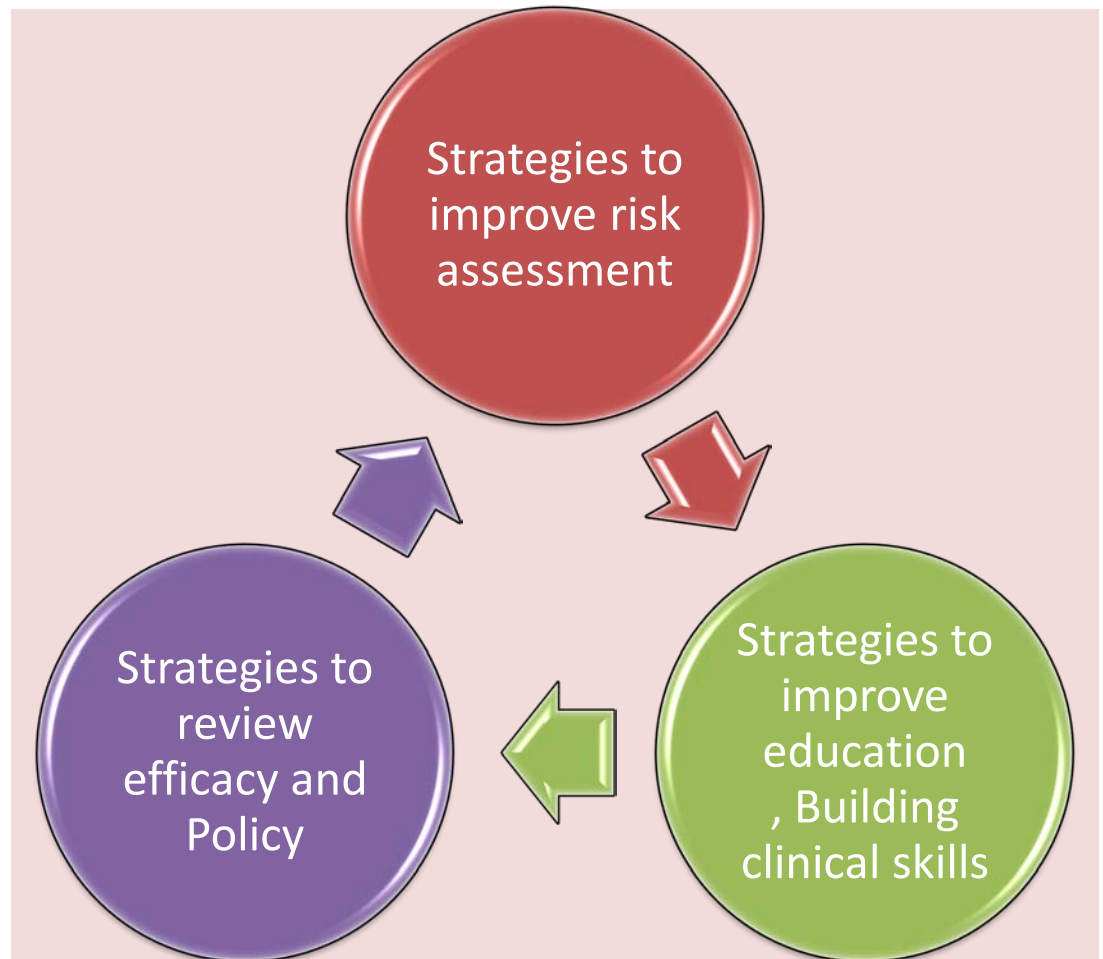 Strategies to
improve risk
assessment
Strategies to
improve
education
, Building
clinical skills
Strategies to
review
efficacy and
Policy